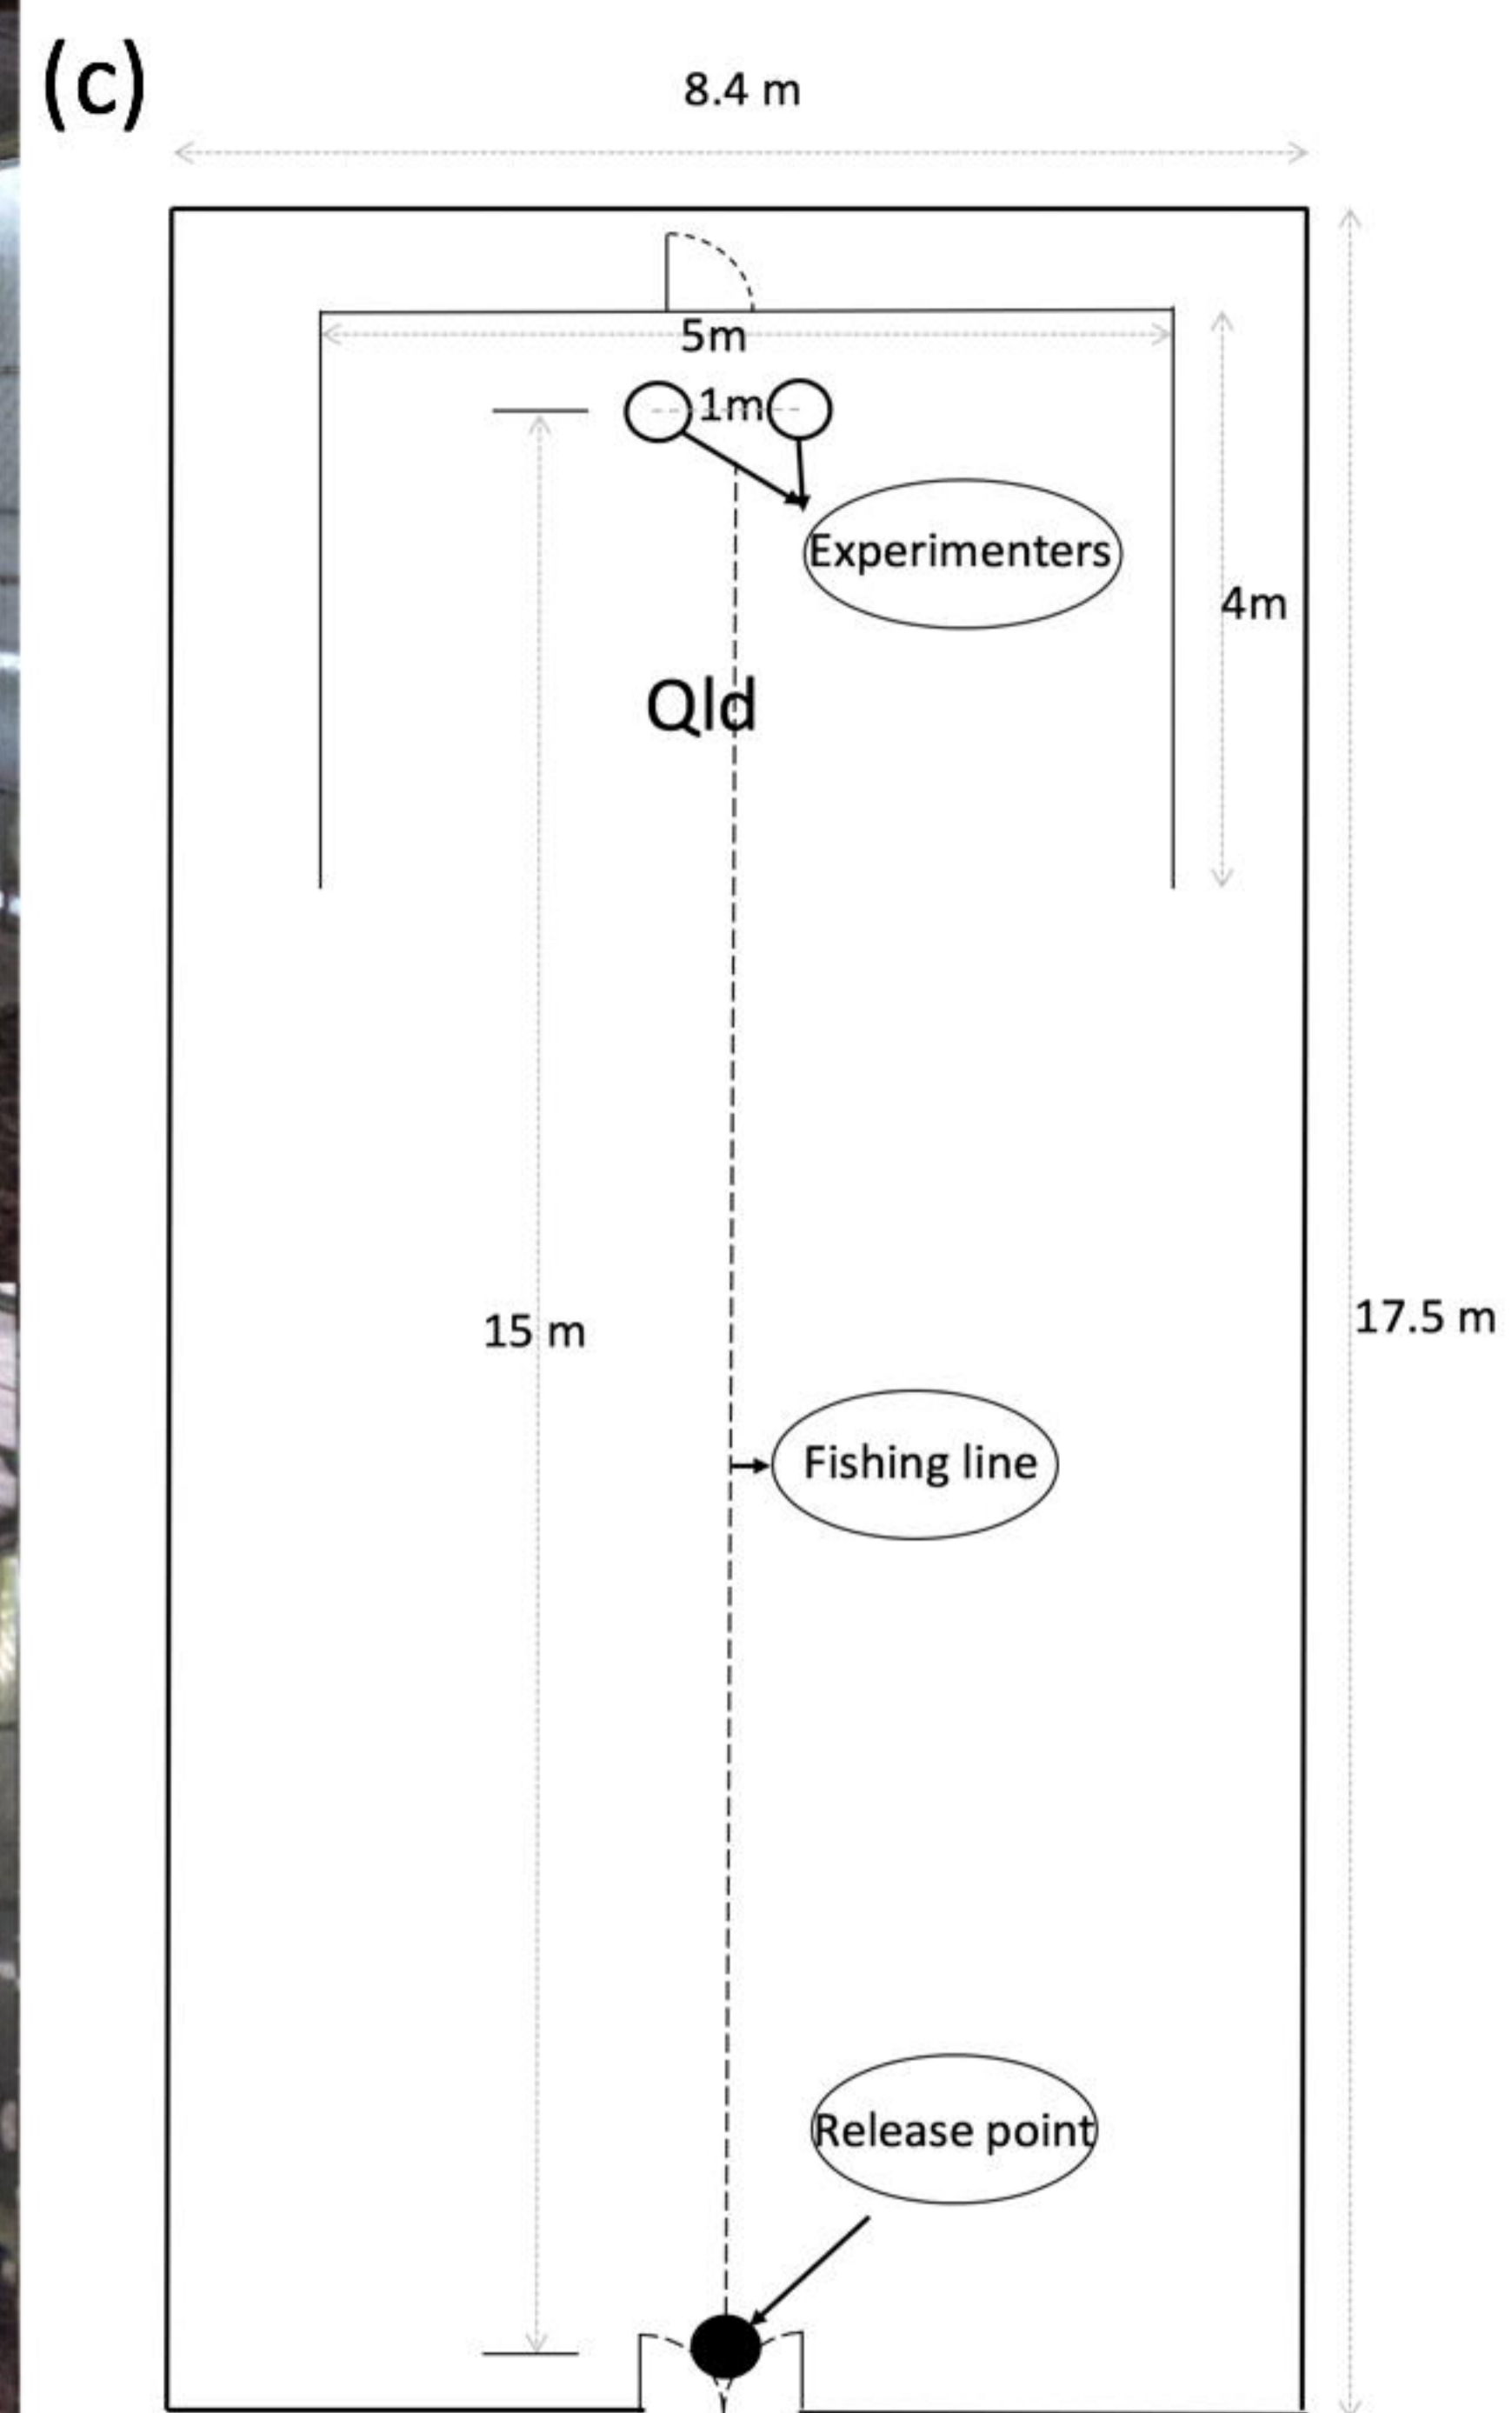 (c)
8.4 m
5m
1m
Experimenters
4m
Qld
15 m
17.5 m
Fishing line
Release point